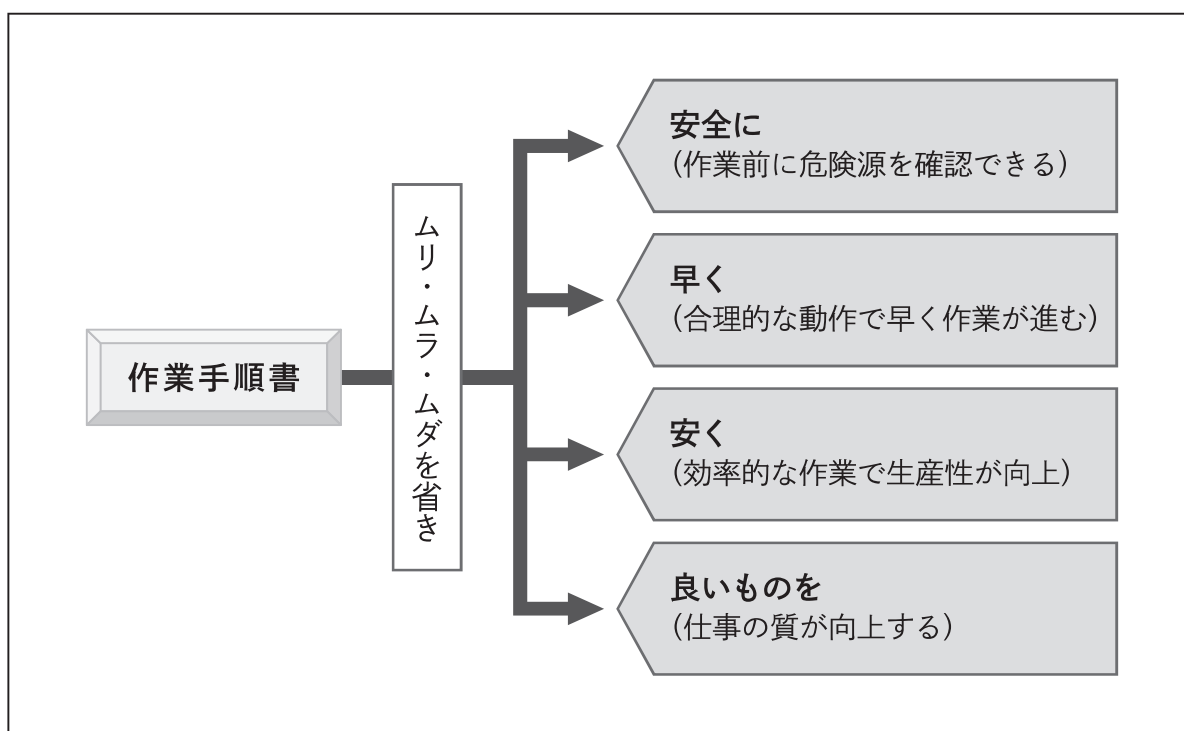 作業手順書
ムリ・ムラ・ムダを省き
安全に
(作業前に危険源を確認できる)
早く
(合理的な動作で早く作業が進む)
安く
(効率的な作業で生産性が向上)
良いものを
(仕事の質が向上する)